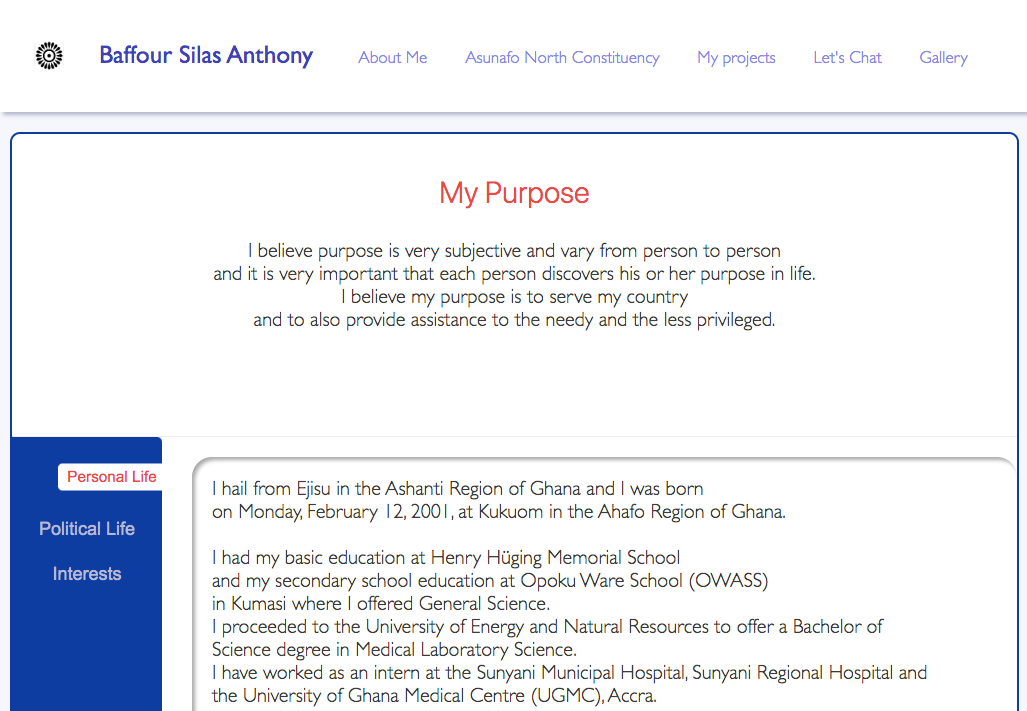 Baffour Silas Anthony
About Me
Asunafo North Constituency
My projects
Let's Chat
Gallery
My Purpose
I believe purpose is very subjective and vary from person to person
and it is very important that each person discovers his or her purpose in life.
I believe my purpose is to serve my country
and to also provide assistance to the needy and the less privileged.
Personal Life
Political Life
Interests
I hail from Ejisu in the Ashanti Region of Ghana and I was born
on Monday, February 12, 2001, at Kukuom in the Ahafo Region of Ghana.
I had my basic education at Henry Hüging Memorial School
and my secondary school education at Opoku Ware School (OWASS)
in Kumasi where I offered General Science.
I proceeded to the University of Energy and Natural Resources to offer a Bachelor of
Science degree in Medical Laboratory Science.
I have worked as an intern at the Sunyani Municipal Hospital, Sunyani Regional Hospital and
the University of Ghana Medical Centre (UGMC), Accra.